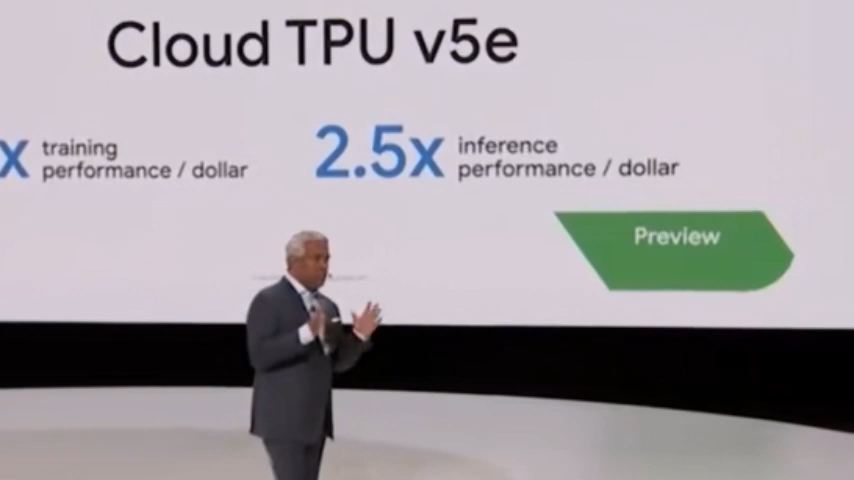 Cloud TPU v5e
x training
performance / dollar
2.5x inference
performance / dollar
Preview